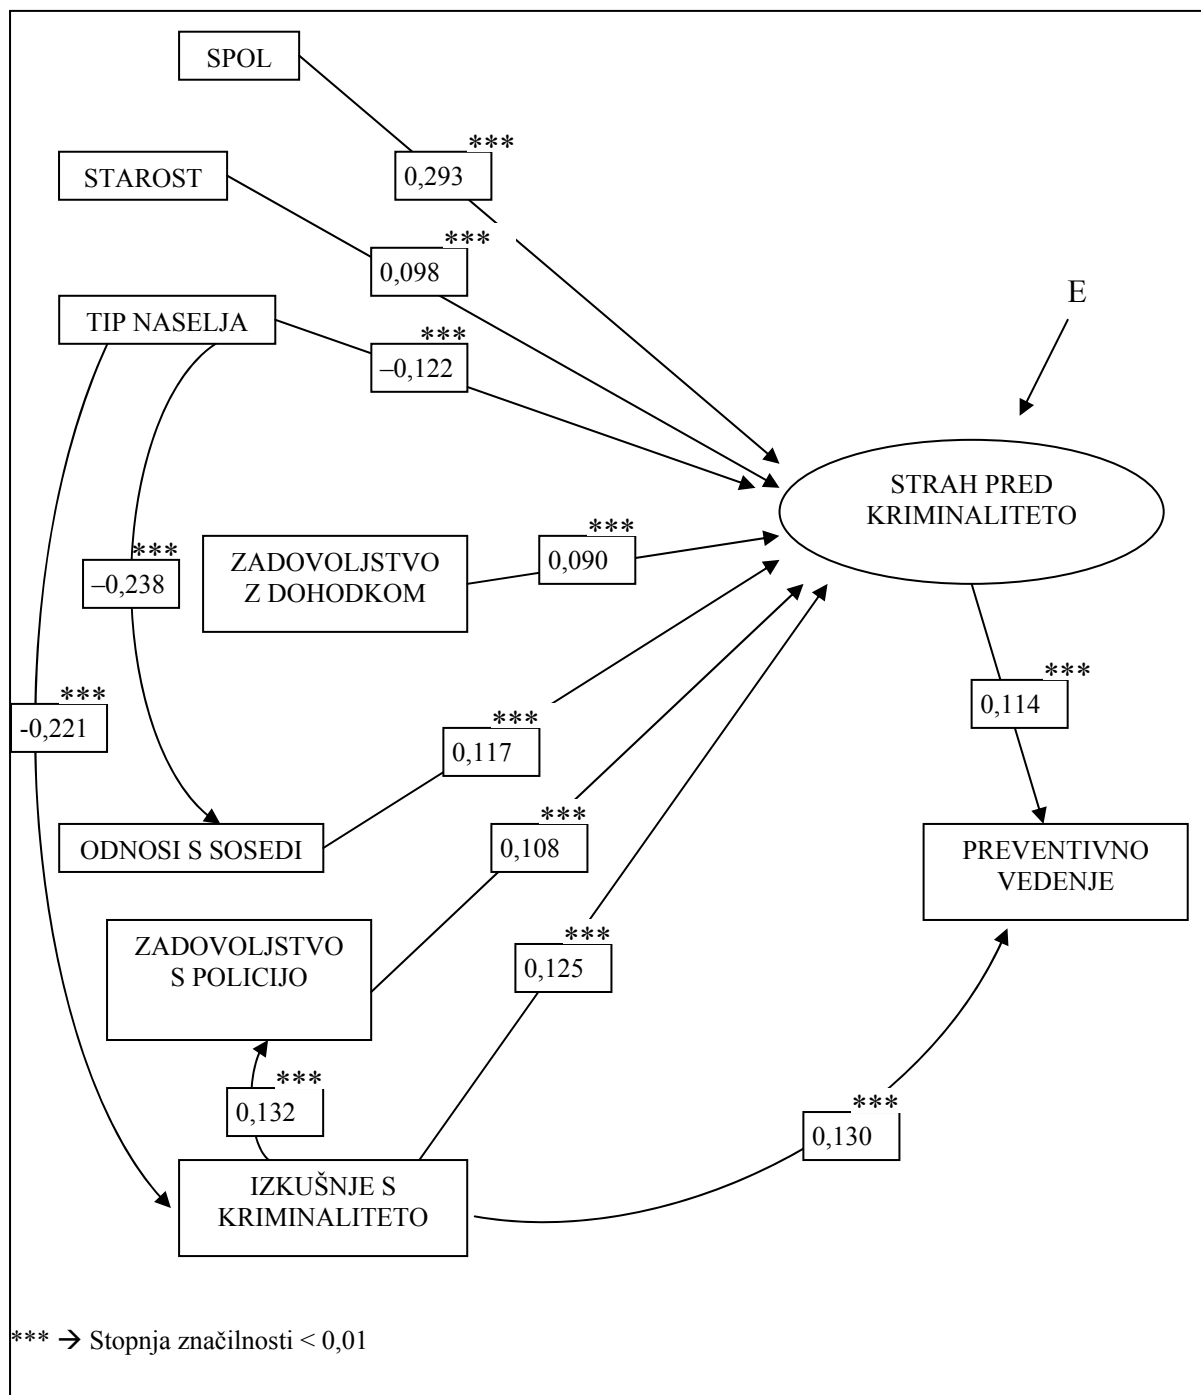 SPOL
***
0,293
STAROST
***
0,098
TIP NASELJA
***
–0,122
E
STRAH PRED
KRIMINALITETO
***
–0,238
ZADOVOLJSTVO
Z DOHODKOM
***
0,090
***
-0,221
***
0,117
***
0,114
ODNOSI S SOSEDI
***
0,108
PREVENTIVNO
VEDENJE
ZADOVOLJSTVO
S POLICIJO
***
0,125
***
0,132
***
0,130
IZKUŠNJE S
KRIMINALITETO
*** → Stopnja značilnosti < 0,01